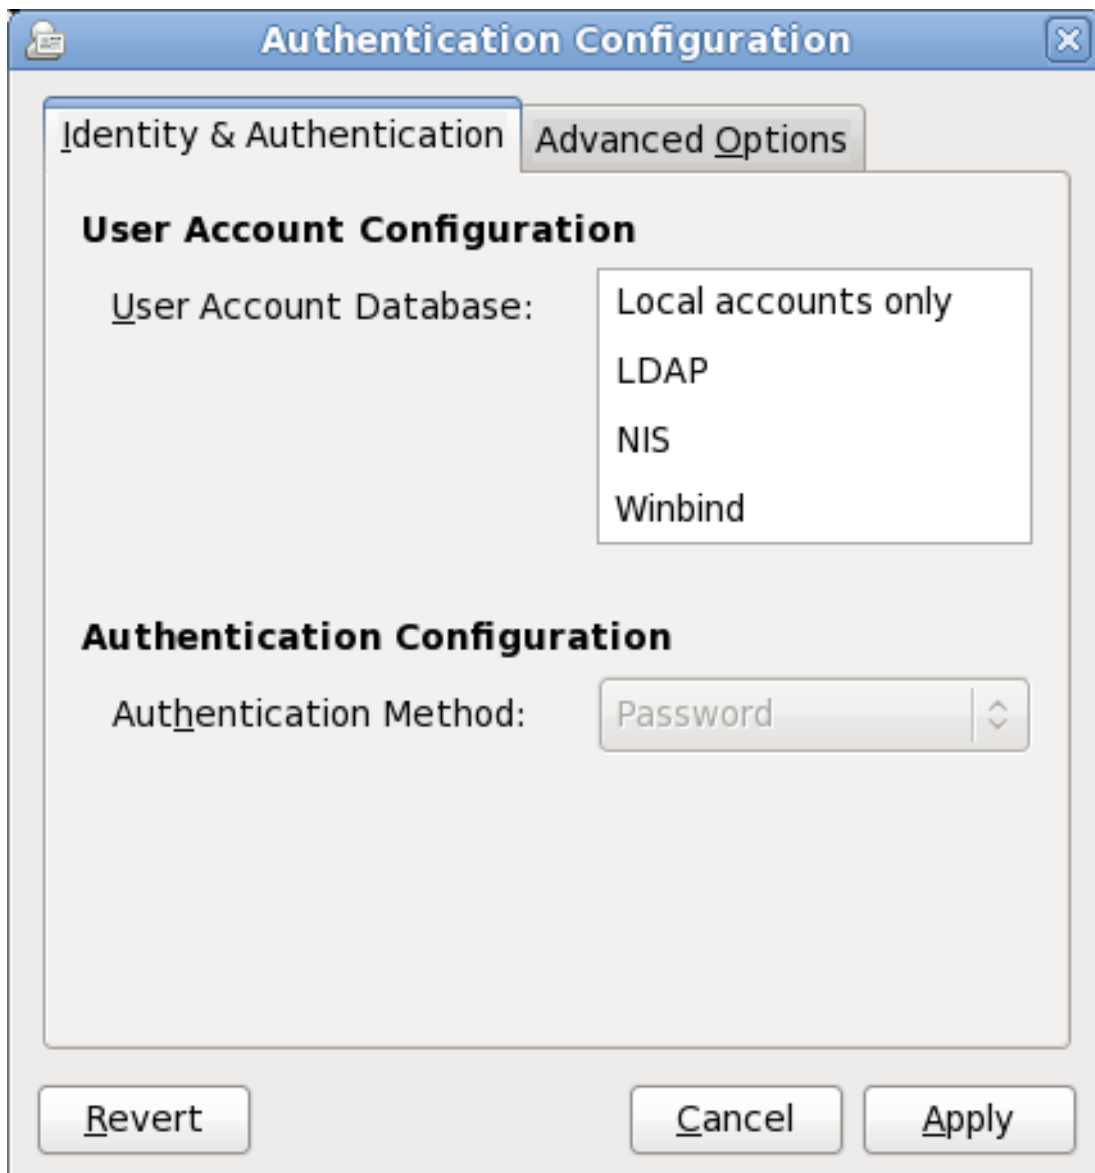 Authentication Configuration
Identity & Authentication
Advanced Options
User Account Configuration
User Account Database:
Local accounts only
LDAP
NIS
Winbind
Authentication Configuration
Authentication Method:
Password
Revert
Cancel
Apply